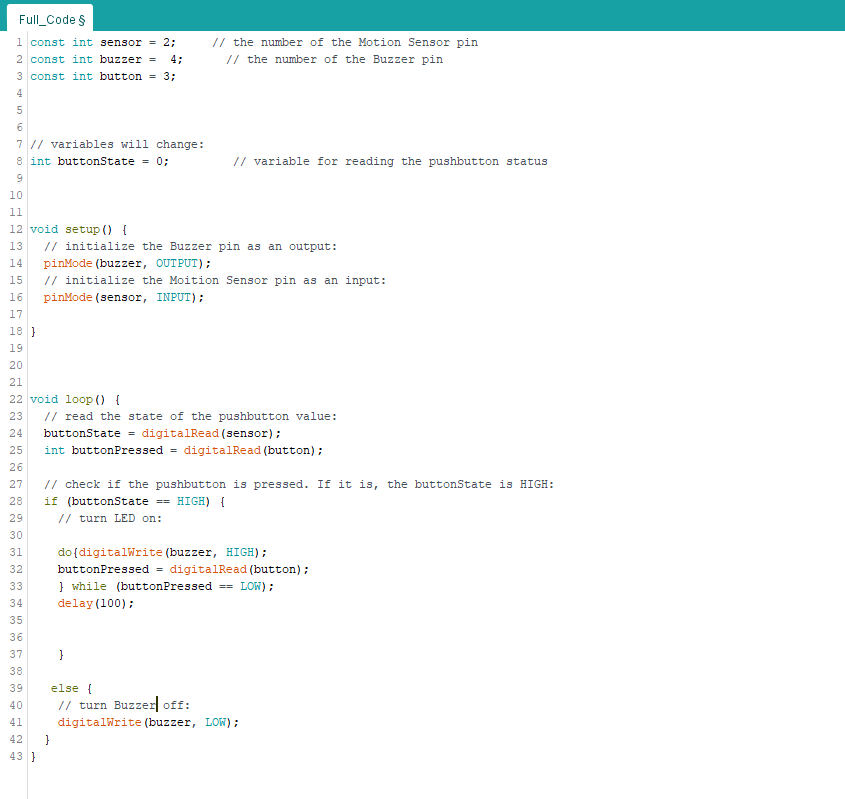 Full_Code §
1 const int sensor = 2;     // the number of the Motion Sensor pin
2 const int buzzer =  4;      // the number of the Buzzer pin
3 const int button = 3;
4
5
6
7 // variables will change:
8 int buttonState = 0;         // variable for reading the pushbutton status
9
10
11
12 void setup() {
13   // initialize the Buzzer pin as an output:
14   pinMode(buzzer, OUTPUT);
15   // initialize the Moition Sensor pin as an input:
16   pinMode(sensor, INPUT);
17
18 }
19
20
21
22 void loop() {
23   // read the state of the pushbutton value:
24   buttonState = digitalRead(sensor);
25   int buttonPressed = digitalRead(button);
26
27   // check if the pushbutton is pressed. If it is, the buttonState is HIGH:
28   if (buttonState == HIGH) {
29     // turn LED on:
30
31     do{digitalWrite(buzzer, HIGH);
32     buttonPressed = digitalRead(button);
33     } while (buttonPressed == LOW);
34     delay(100);
35
36
37     }
38
39    else {
40     // turn Buzzer off:
41     digitalWrite(buzzer, LOW);
42   }
43 }